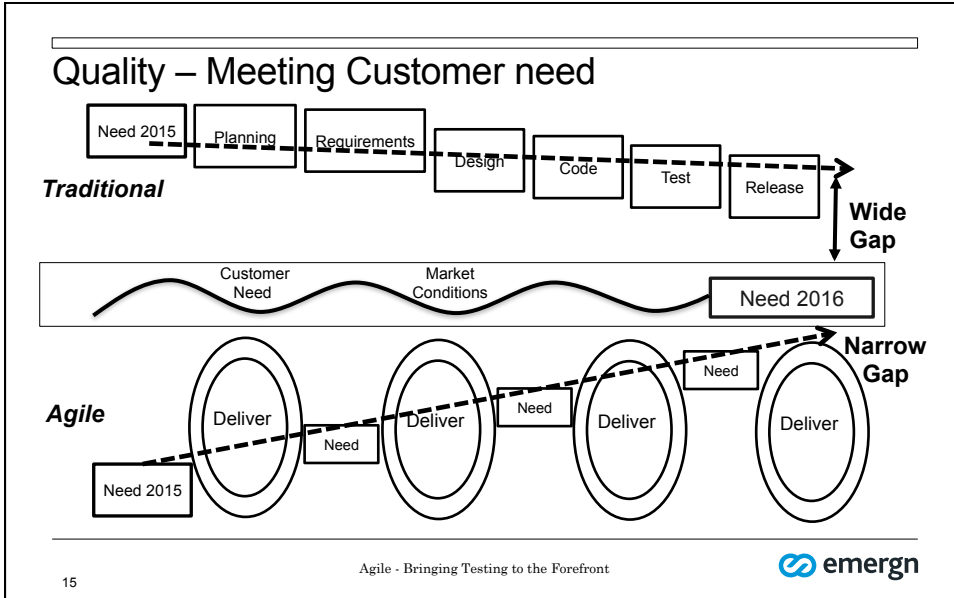 Quality – Meeting Customer need
Need 2015
Planning
Requirements
Design
Code
Test
Release
Traditional
Wide
Gap
Customer
Need
Market
Conditions
Need 2016
Narrow
Gap
Agile
Need 2015
Deliver
Need
Deliver
Need
Deliver
Need
Deliver
15
Agile - Bringing Testing to the Forefront
emergn